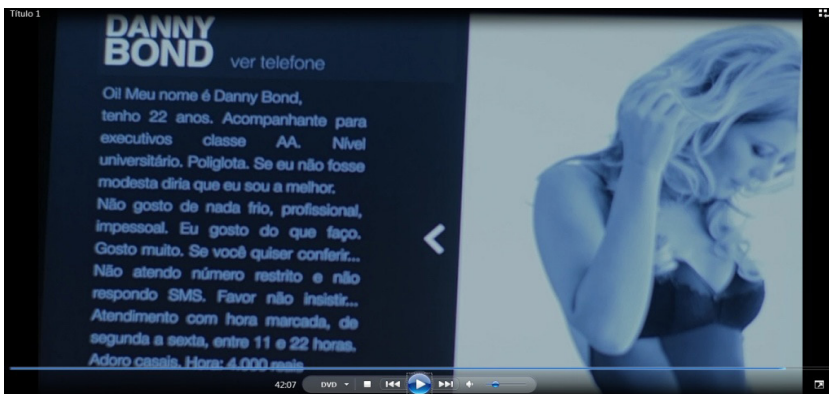 Título 1
DANNY
BOND ver telefone
Oi! Meu nome é Danny Bond,
tenho 22 anos. Acompanhante para
executivos classe AA. Nível
universitário. Poliglota. Se eu não fosse
modesta diria que eu sou a melhor.
Não gosto de nada frio, profissional,
impessoal. Eu gosto do que faço.
Gosto muito. Se você quiser conferir...
Não atendo número restrito e não
respondo SMS. Favor não insistir...
Atendimento com hora marcada, de
segunda a sexta, entre 11 e 22 horas.
Adoro casais. Hora: 4.000 reais
42:07 DVD